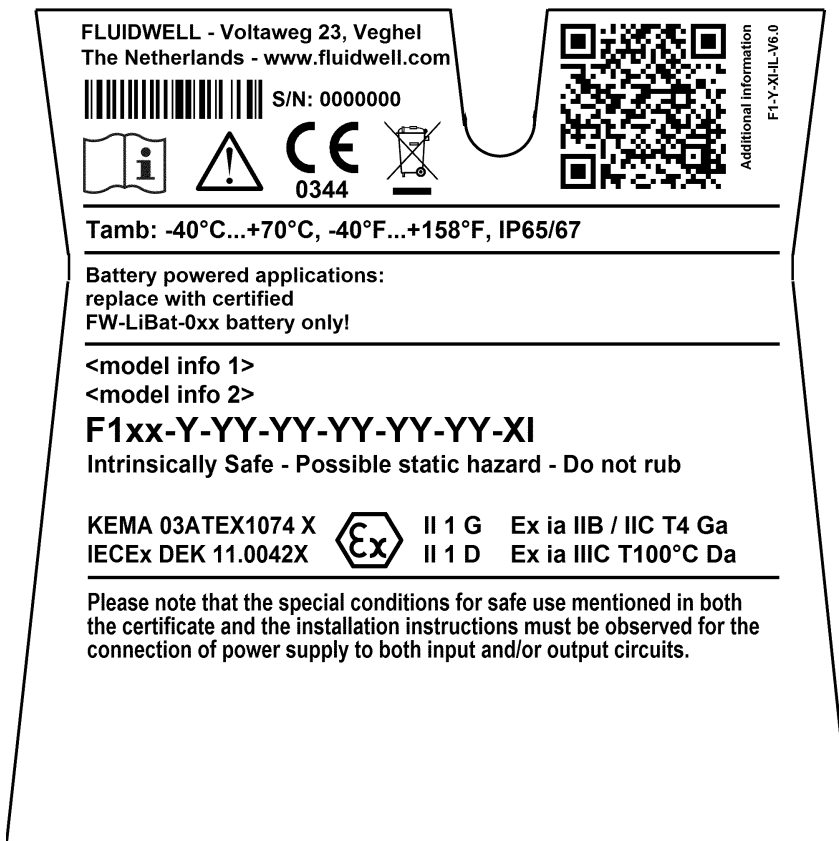 FLUIDWELL - Voltaweg 23, Veghel
The Netherlands - www.fluidwell.com
S/N: 0000000
i
!
CE
0344
Additional information
F1-Y-XI-IL-V6.0
Tamb: -40°C...+70°C, -40°F...+158°F, IP65/67
Battery powered applications:
replace with certified
FW-LiBat-0xx battery only!
<model info 1>
<model info 2>
F1xx-Y-YY-YY-YY-YY-YY-XI
Intrinsically Safe - Possible static hazard - Do not rub
KEMA 03ATEX1074 X Ex II 1 G Ex ia IIB / IIC T4 Ga
IECEx DEK 11.0042X II 1 D Ex ia IIIC T100°C Da
Please note that the special conditions for safe use mentioned in both
the certificate and the installation instructions must be observed for the
connection of power supply to both input and/or output circuits.